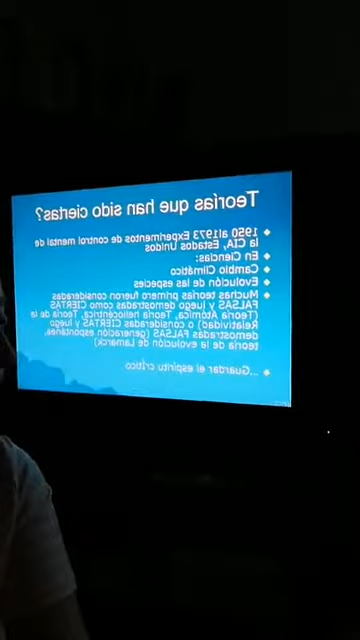 Teorías que han sido ciertas?
1950 al1973 Experimentos de control mental de
la CIA, Estados Unidos
En Ciencias:
Cambio Climático
Evolución de las especies
Muchas teorías primero fueron consideradas
FALSAS y luego demostradas como CIERTAS
(Teoría Atómica, Teoría heliocéntrica, Teoría de la
Relatividad) o consideradas CIERTAS y luego
demostradas FALSAS (generación espontánea,
teoría de la evolución de Lamarck)
...Guardar el espíritu crítico